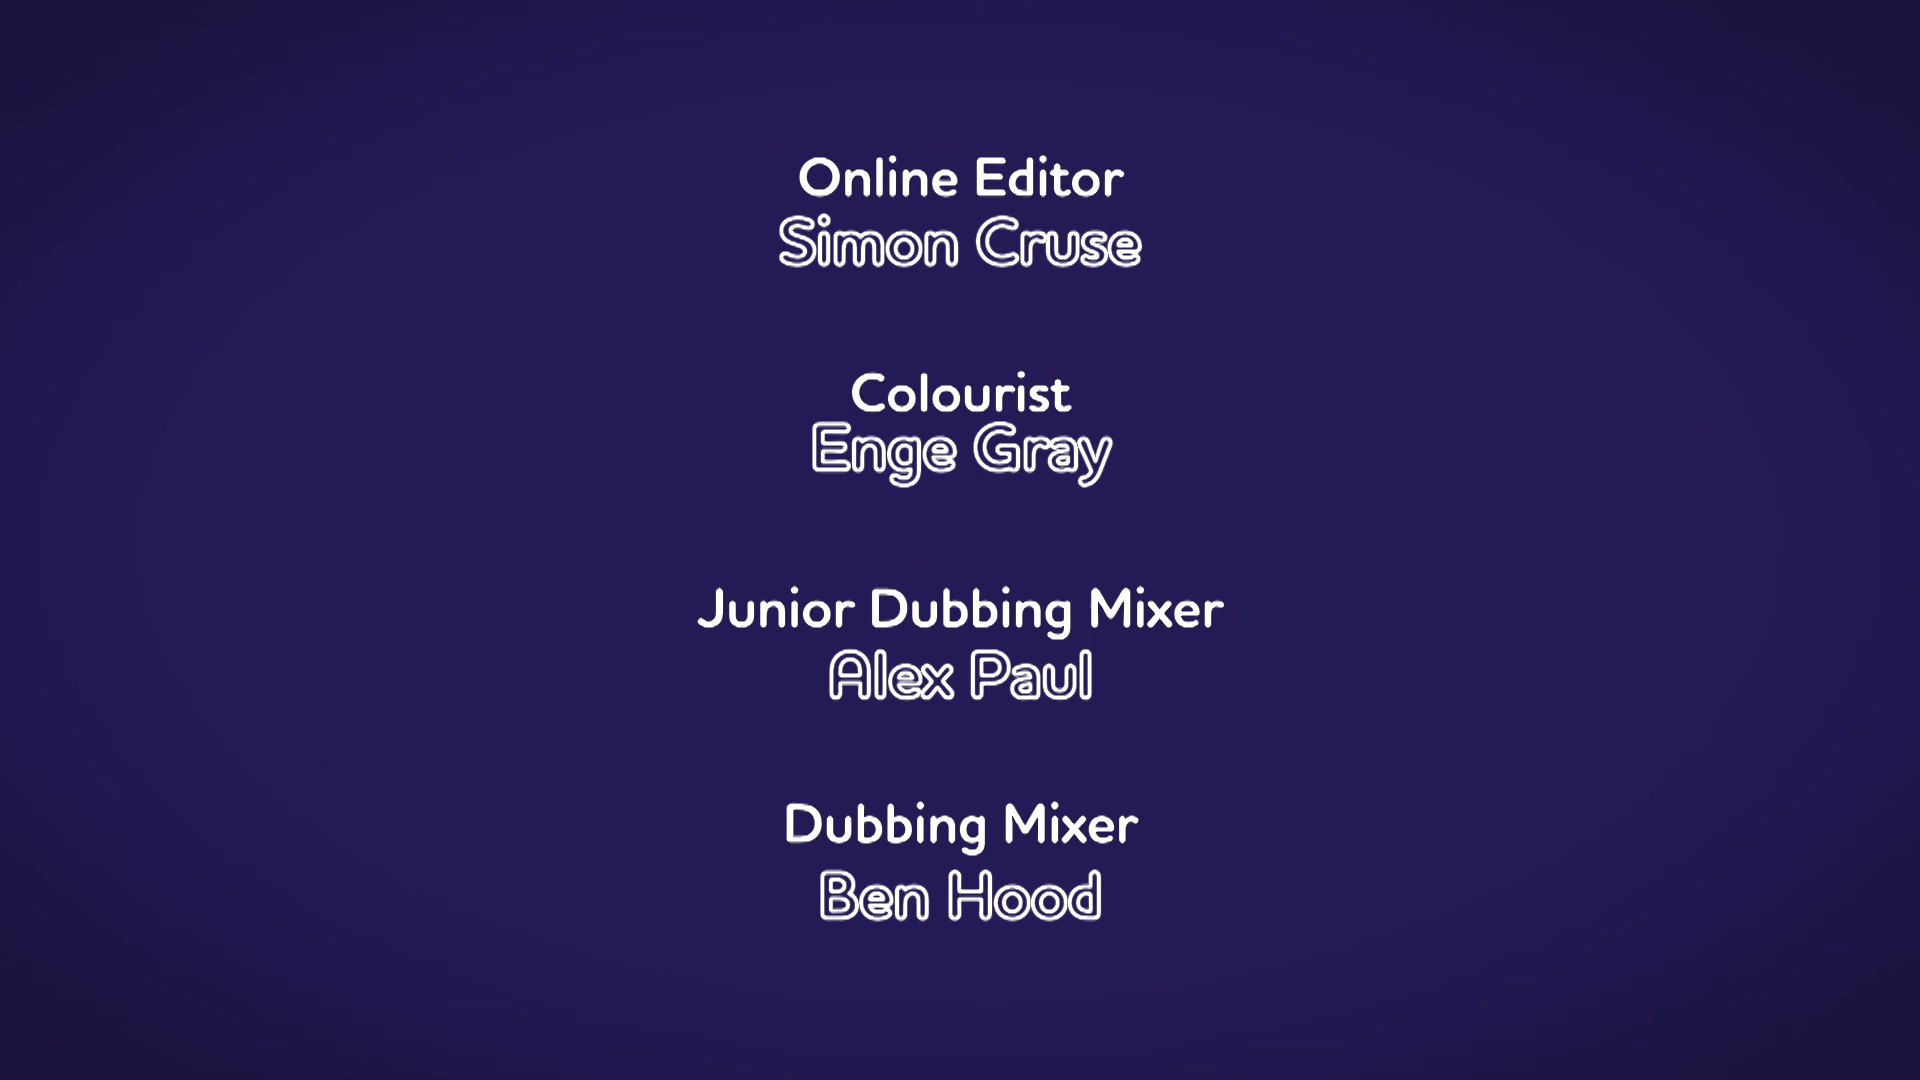 Online Editor
Simon Cruse
Colourist
Enge Gray
Junior Dubbing Mixer
Alex Paul
Dubbing Mixer
Ben Hood